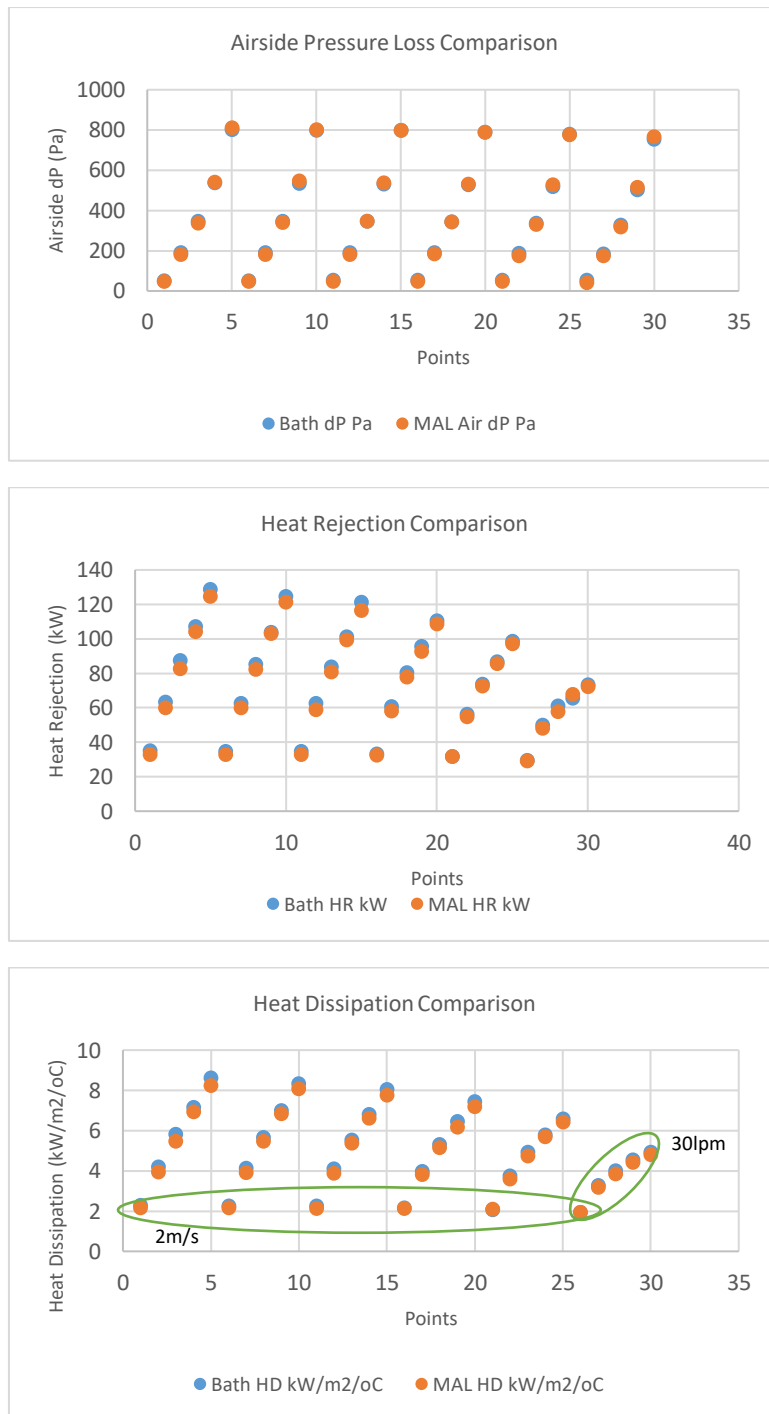 Airside Pressure Loss Comparison
1000
800
600
400
200
0
Airside dP (Pa)
0 5 10 15 20 25 30 35
Points
Bath dP Pa MAL Air dP Pa
Heat Rejection Comparison
140
120
100
80
60
40
20
0
Heat Rejection (kW)
0 10 20 30 40
Points
Bath HR kW MAL HR kW
Heat Dissipation Comparison
10
8
6
4
2
0
Heat Dissipation (kW/m2/oC)
30lpm
2m/s
0 5 10 15 20 25 30 35
Points
Bath HD kW/m2/oC MAL HD kW/m2/oC